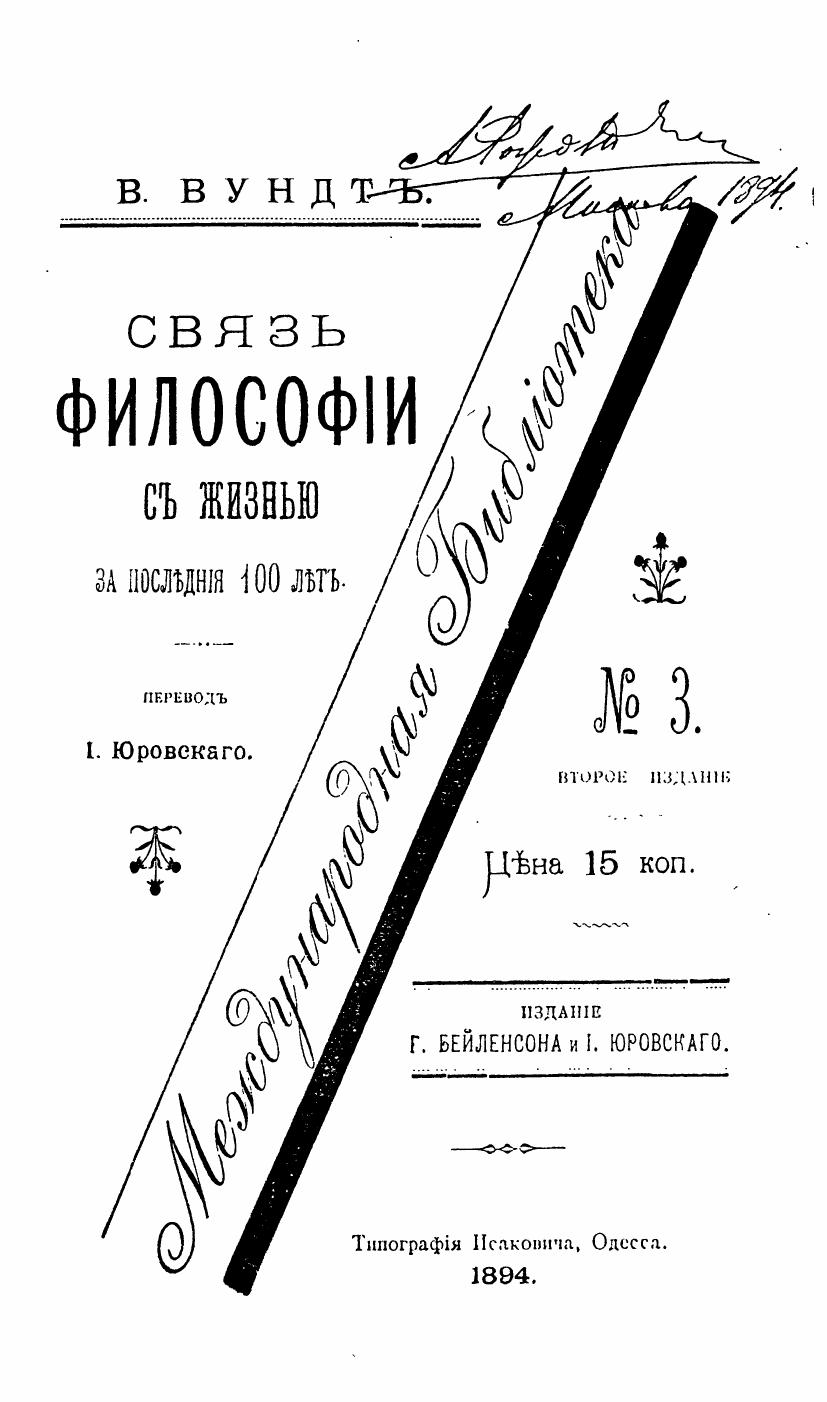 В. ВУНДТЪ.
Москва 1894.
СВЯЗЬ
ФИЛОСОФІИ
СЪ ЖИЗНЬЮ
ЗА ПОСЛѢДНІЯ 100 ЛѢТЪ.
ПЕРЕВОДЪ
І. Юровскаго.
Международная Библіотека
№ 3.
ВТОРОЕ ИЗДАНІЕ
Цѣна 15 коп.
ИЗДАНІЕ
Г. БЕЙЛЕНСОНА и І. ЮРОВСКАГО.
Типографія Исаковича, Одесса.
1894.